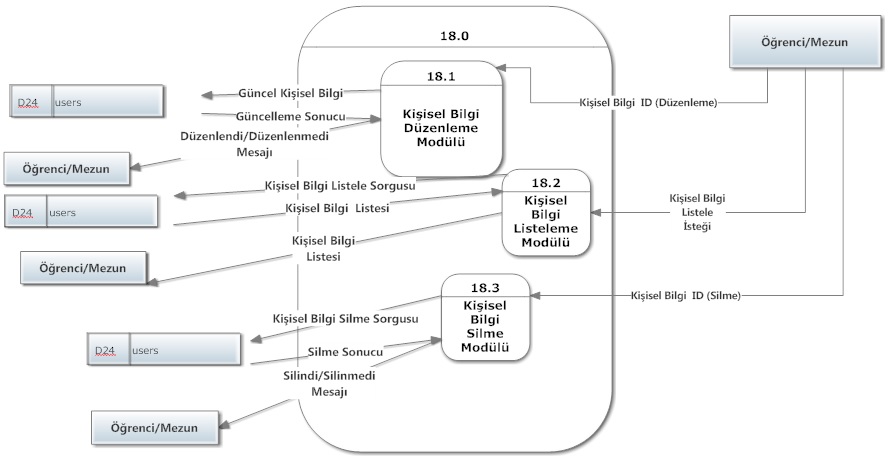 18.0
Öğrenci/Mezun
18.1
Kişisel Bilgi
Düzenleme
Modülü
Güncel Kişisel Bilgi
D24 users
Güncelleme Sonucu
Kişisel Bilgi ID (Düzenleme)
Düzenlendi/Düzenlenmedi
Mesajı
Öğrenci/Mezun
18.2
Kişisel
Bilgi
Listeleme
Modülü
Kişisel Bilgi Listele Sorgusu
D24 users
Kişisel Bilgi Listesi
Kişisel Bilgi
Listele
İsteği
Kişisel Bilgi
Listesi
Öğrenci/Mezun
18.3
Kişisel
Bilgi
Silme
Modülü
Kişisel Bilgi ID (Silme)
Kişisel Bilgi Silme Sorgusu
D24 users
Silme Sonucu
Silindi/Silinmedi
Mesajı
Öğrenci/Mezun